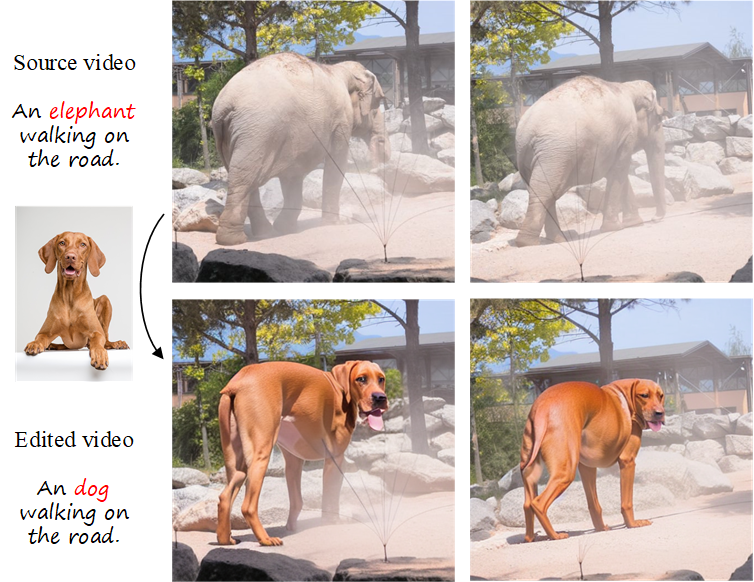 Source video
An elephant
walking on
the road.
Edited video
An dog
walking on
the road.